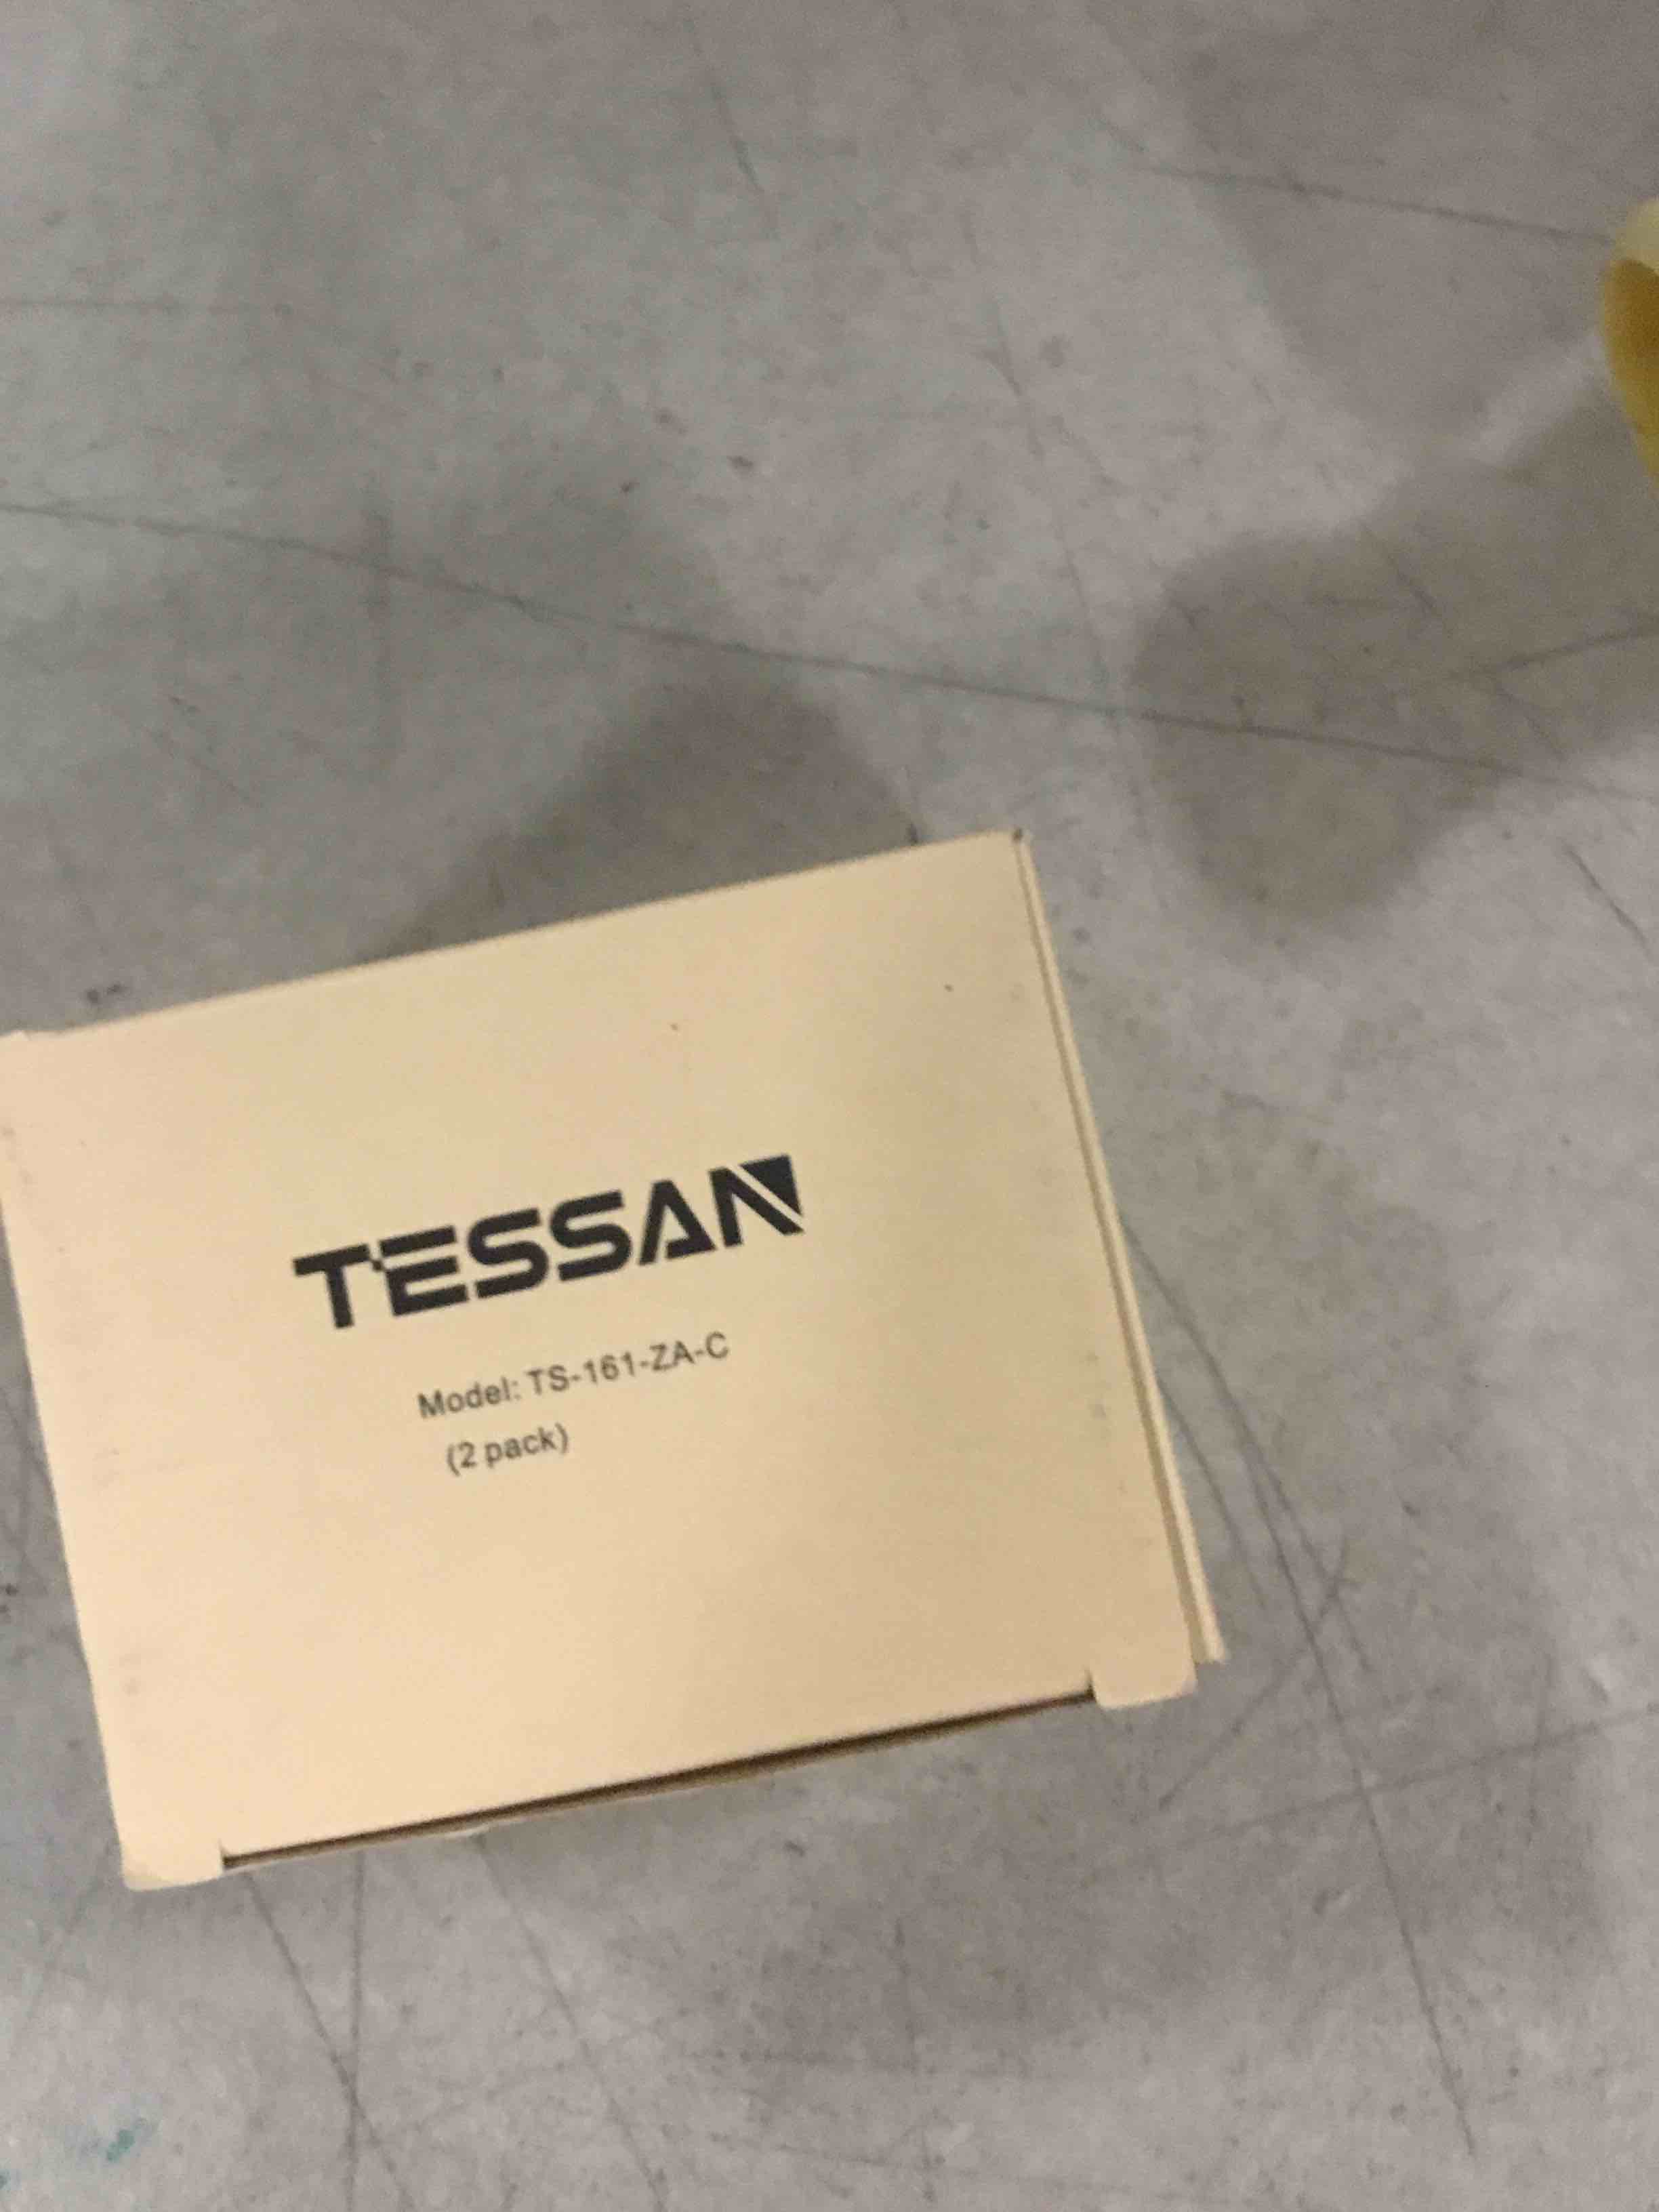 TESSAN
Model: TS-161-ZA-C
(2 pack)